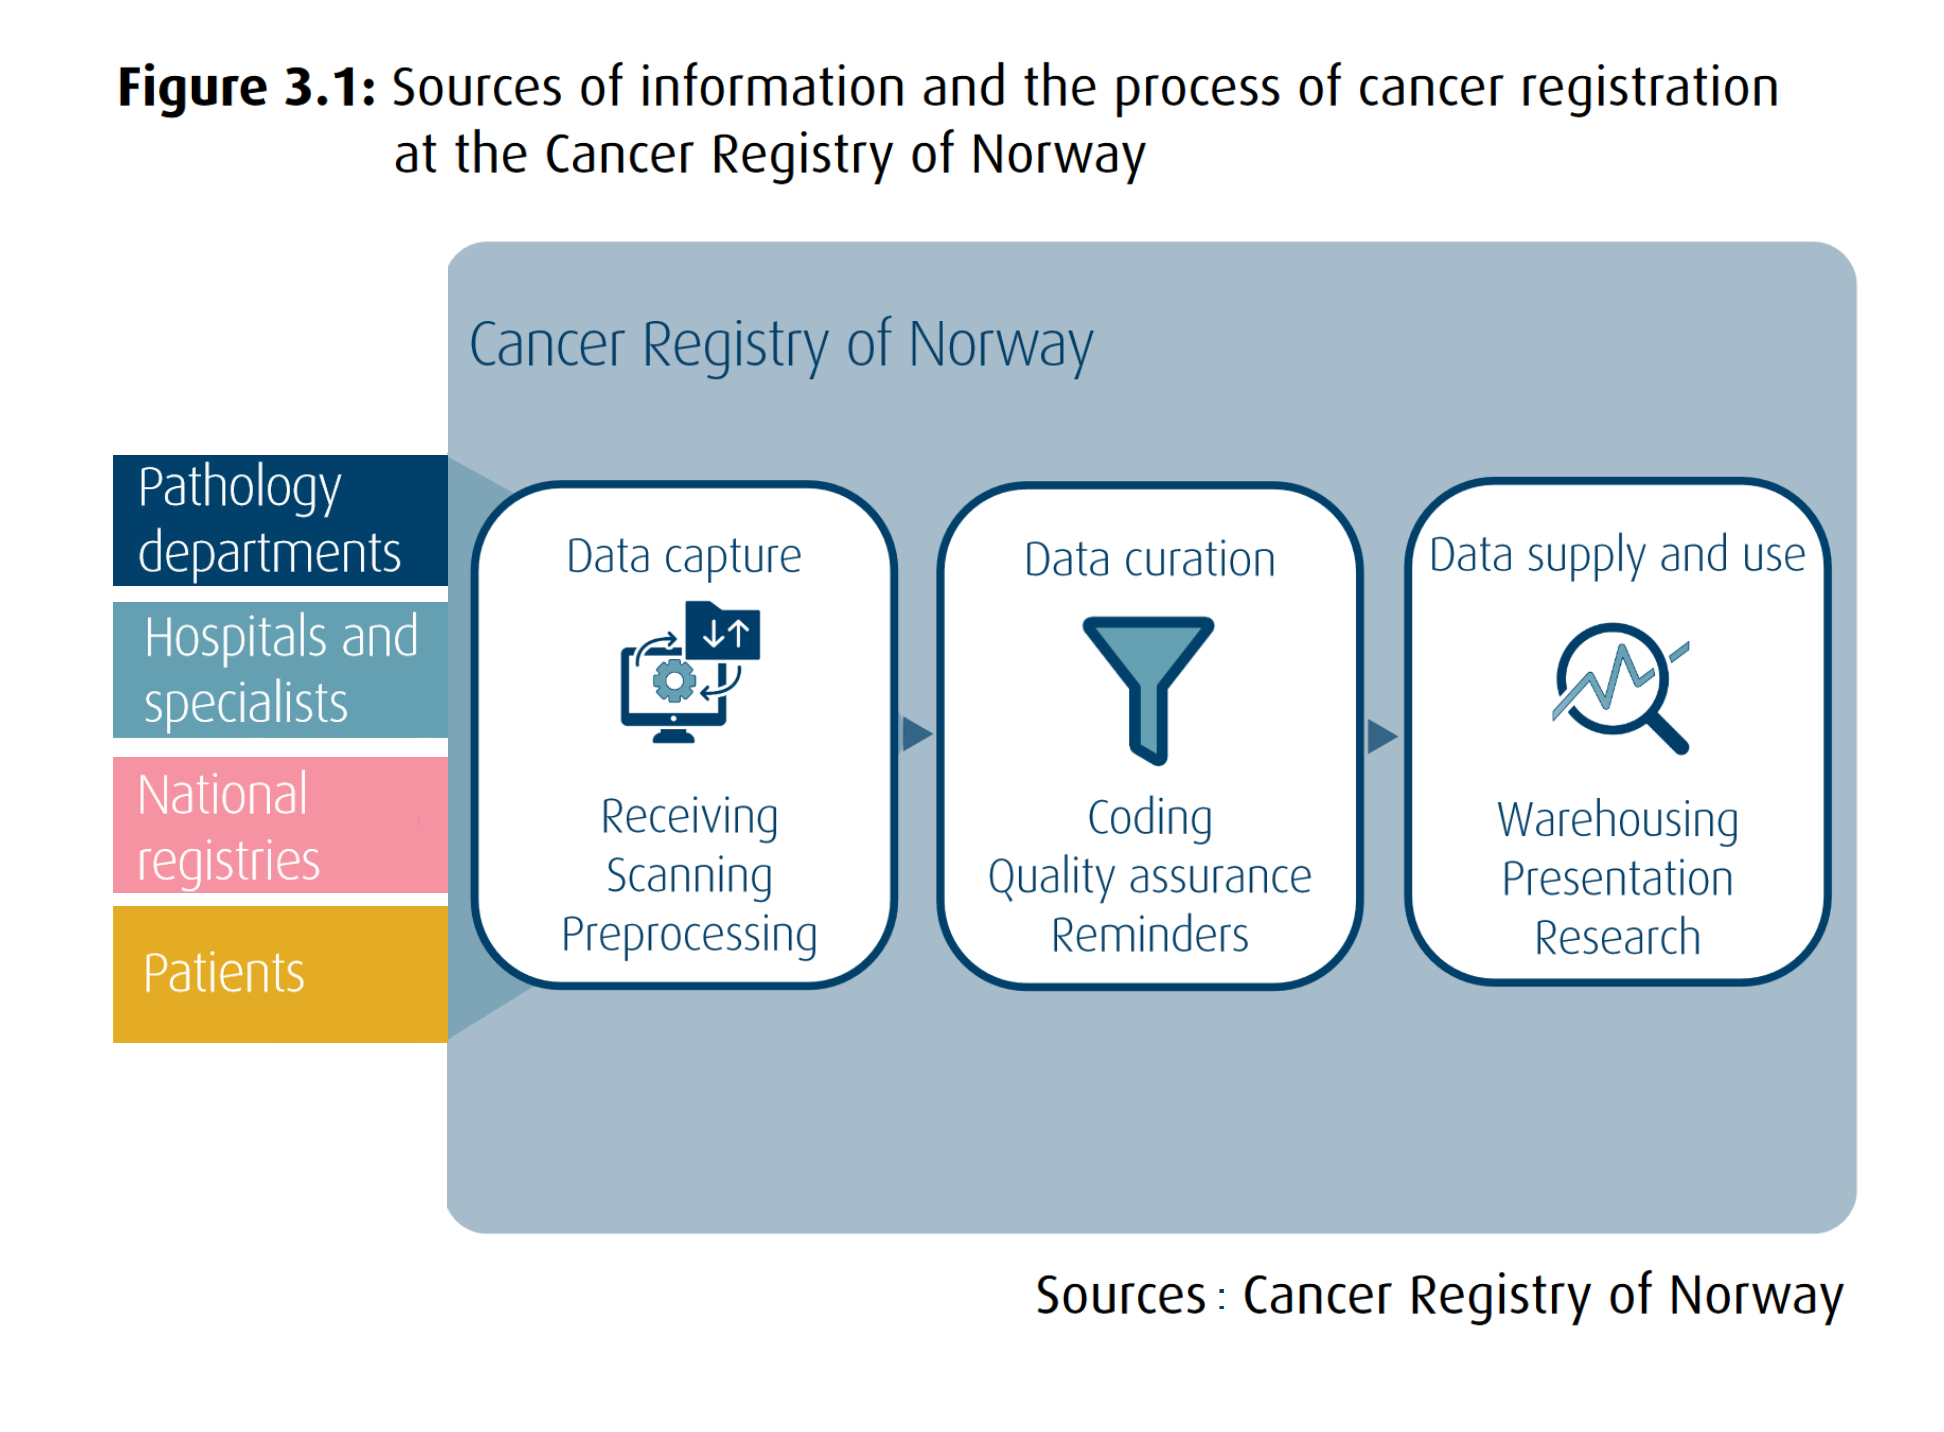 Figure 3.1: Sources of information and the process of cancer registration
at the Cancer Registry of Norway
Cancer Registry of Norway
Pathology
departments
Hospitals and
specialists
National
registries
Patients
Data capture
Receiving
Scanning
Preprocessing
Data curation
Coding
Quality assurance
Reminders
Data supply and use
Warehousing
Presentation
Research
Sources: Cancer Registry of Norway